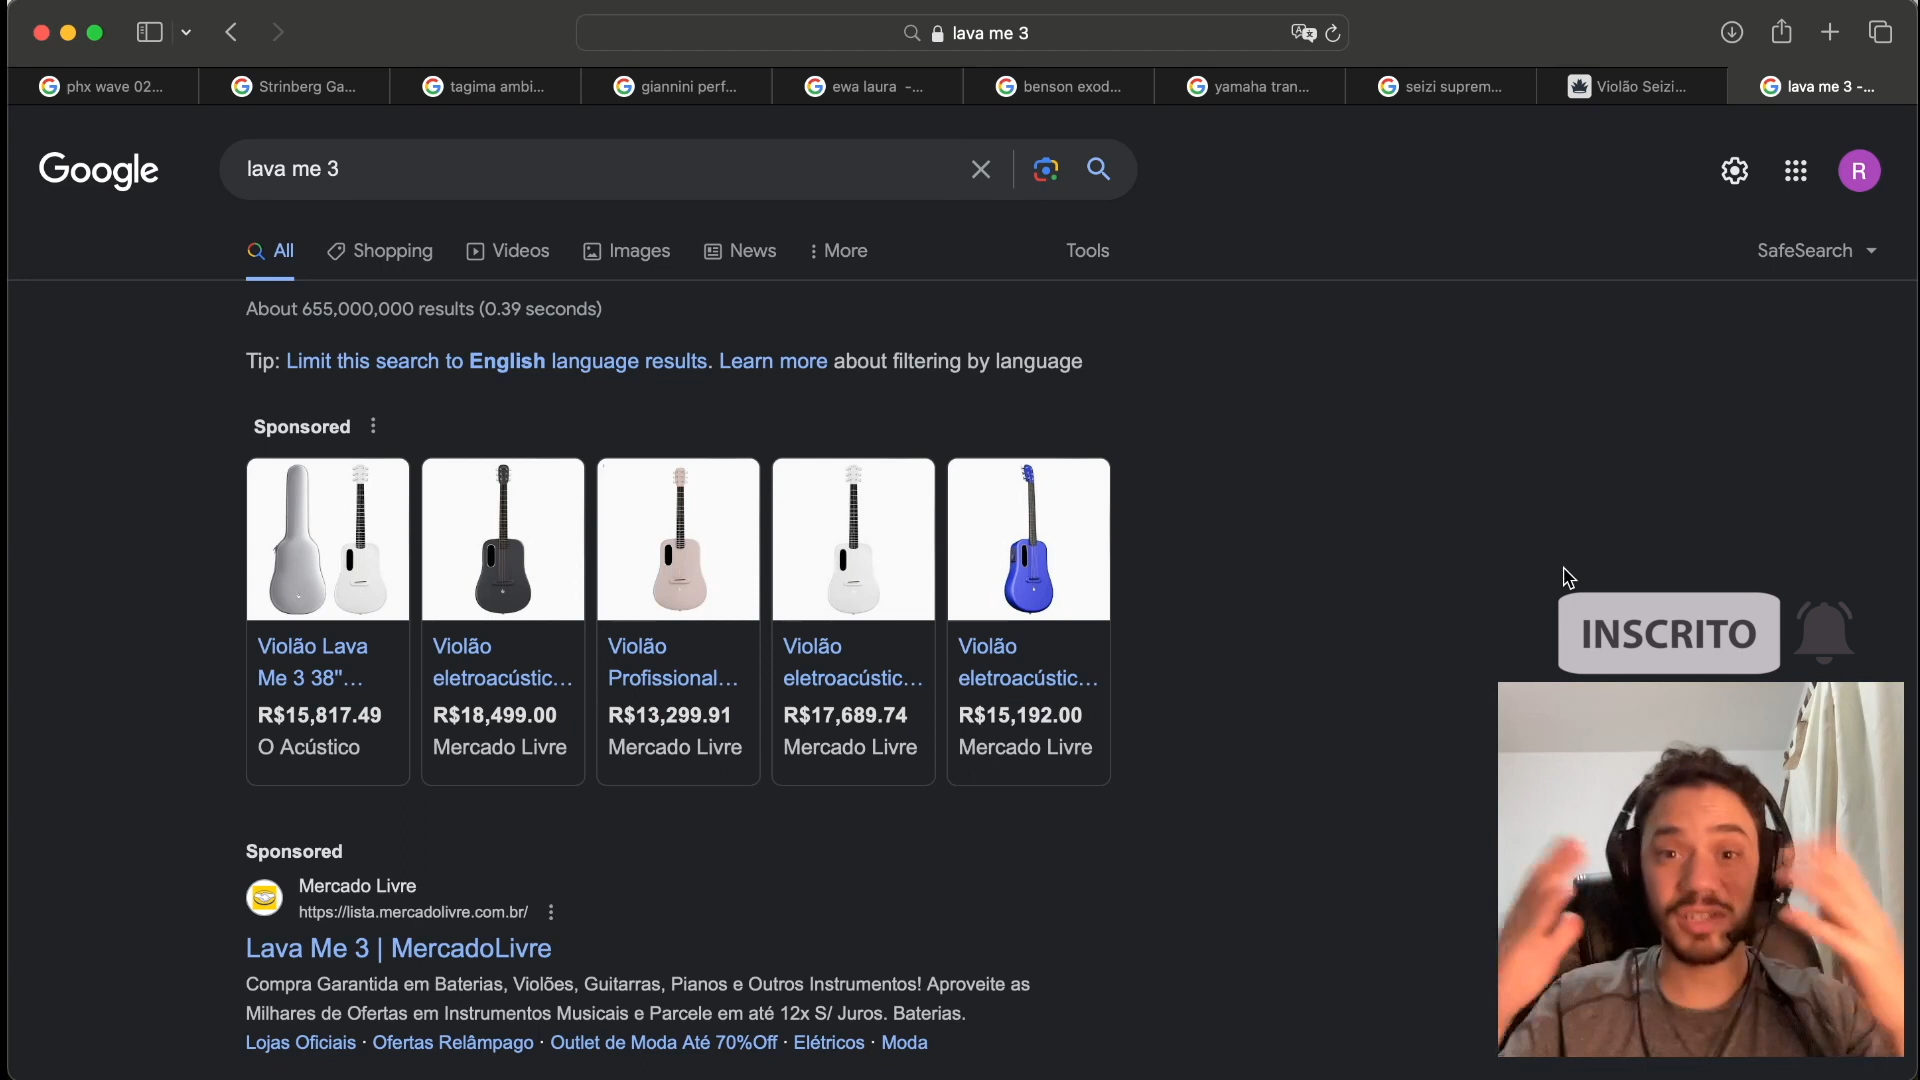 lava me 3
phx wave 02...
Strinberg Ga...
tagima ambi...
giannini perf...
ewa laura -...
benson exod...
yamaha tran...
seizi suprem...
Violão Seizi...
lava me 3 -...
Google
lava me 3
R
All
Shopping
Videos
Images
News
More
Tools
SafeSearch
About 655,000,000 results (0.39 seconds)
Tip: Limit this search to English language results. Learn more about filtering by language
Sponsored
Violão Lava
Me 3 38"...
R$15,817.49
O Acústico
Violão
eletroacústic...
R$18,499.00
Mercado Livre
Violão
Profissional...
R$13,299.91
Mercado Livre
Violão
eletroacústic...
R$17,689.74
Mercado Livre
Violão
eletroacústic...
R$15,192.00
Mercado Livre
INSCRITO
Sponsored
Mercado Livre
https://lista.mercadolivre.com.br/
Lava Me 3 | MercadoLivre
Compra Garantida em Baterias, Violões, Guitarras, Pianos e Outros Instrumentos! Aproveite as
Milhares de Ofertas em Instrumentos Musicais e Parcele em até 12x S/ Juros. Baterias.
Lojas Oficiais · Ofertas Relâmpago · Outlet de Moda Até 70%Off · Elétricos · Moda